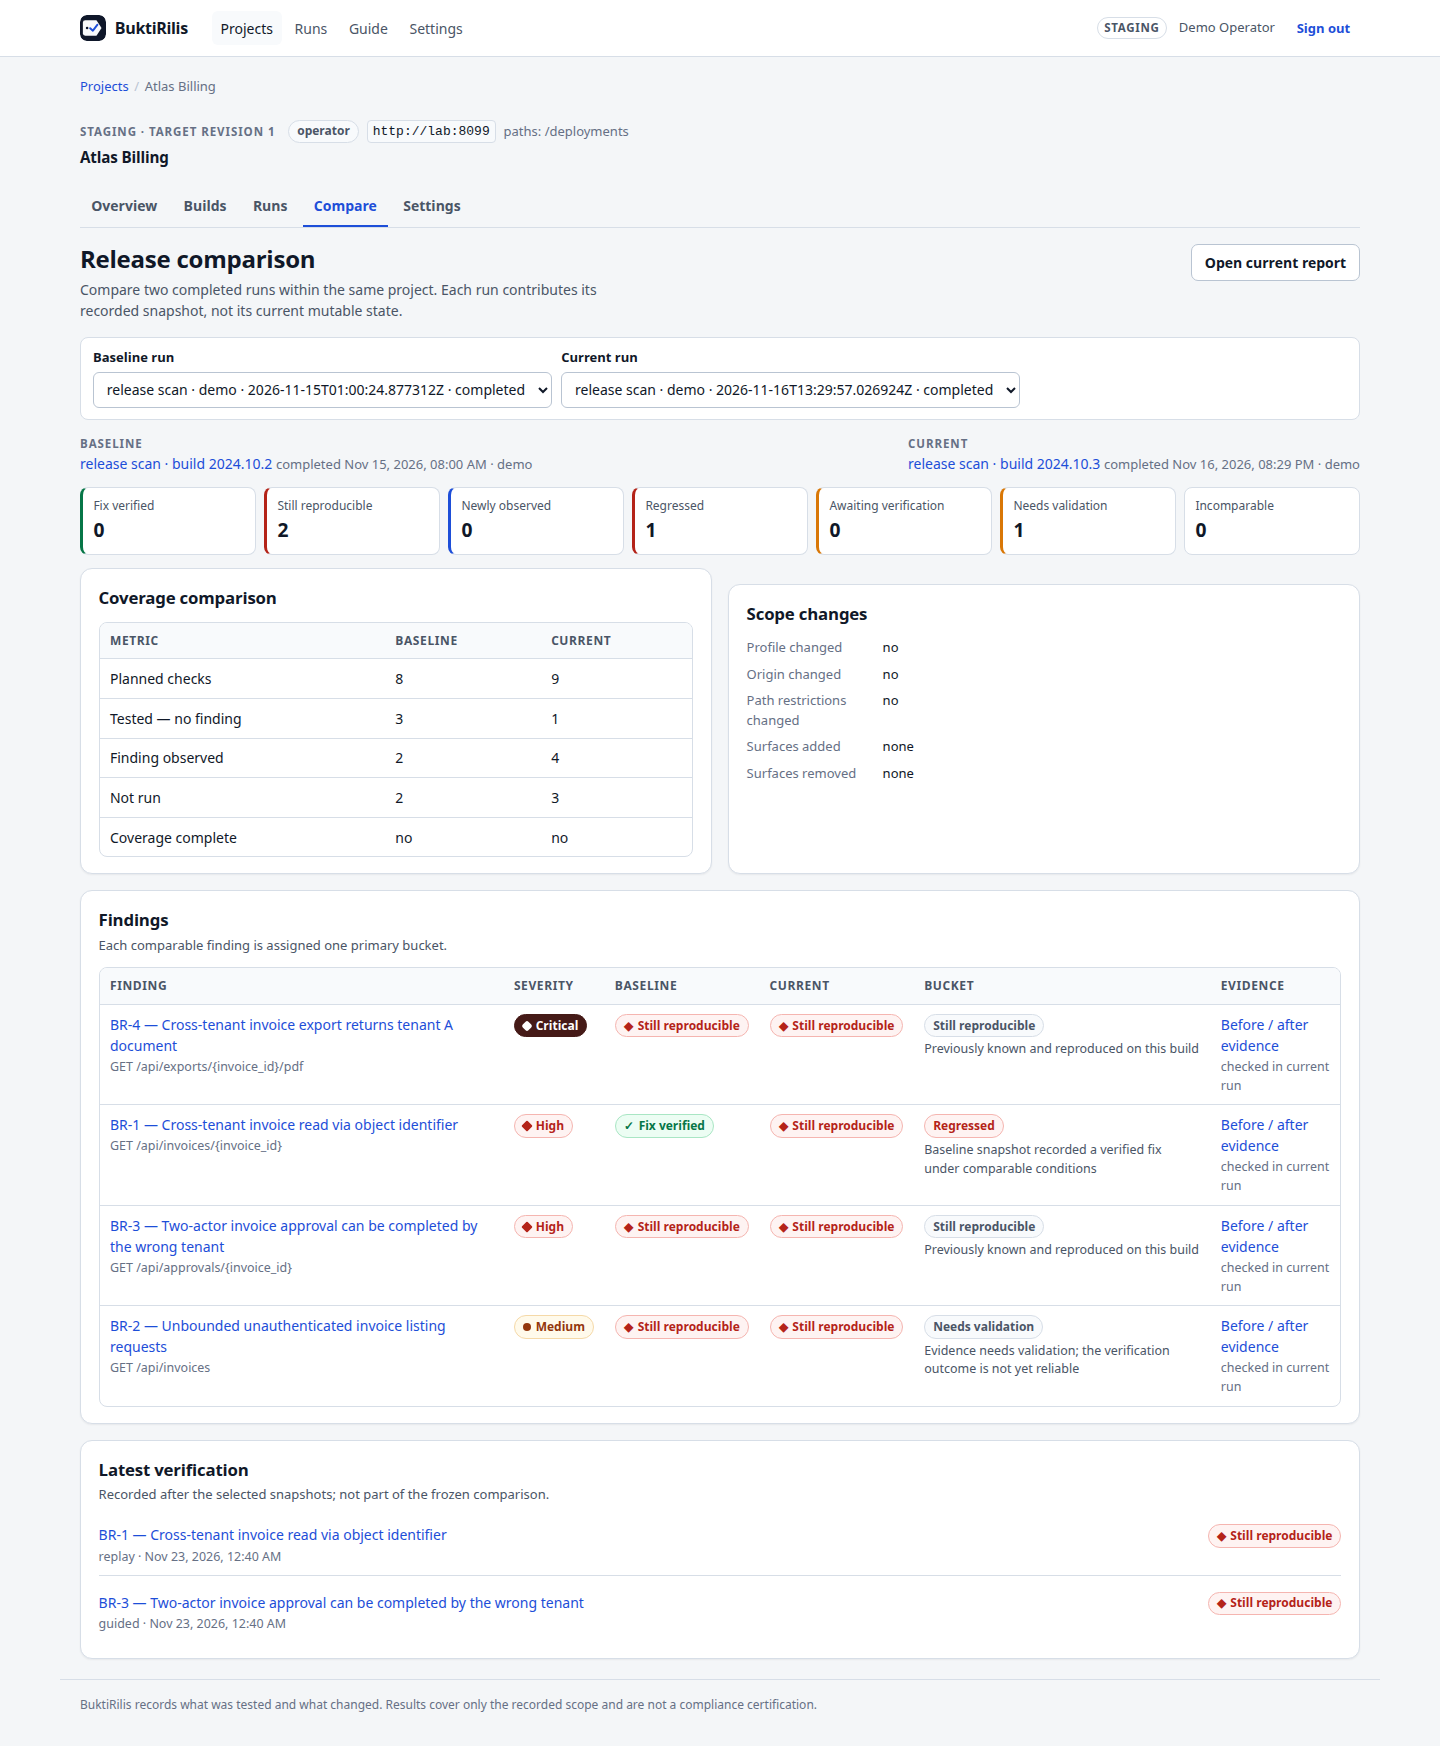 BuktiRilis Projects Runs Guide Settings STAGING Demo Operator Sign out
Projects / Atlas Billing
STAGING · TARGET REVISION 1 operator http://lab:8099 paths: /deployments
Atlas Billing
Overview Builds Runs Compare Settings
Release comparison
Open current report
Compare two completed runs within the same project. Each run contributes its
recorded snapshot, not its current mutable state.
Baseline run Current run
release scan · demo · 2026-11-15T01:00:24.877312Z · completed release scan · demo · 2026-11-16T13:29:57.026924Z · completed
BASELINE CURRENT
release scan · build 2024.10.2 completed Nov 15, 2026, 08:00 AM · demo release scan · build 2024.10.3 completed Nov 16, 2026, 08:29 PM · demo
Fix verified Still reproducible Newly observed Regressed Awaiting verification Needs validation Incomparable
0 2 0 1 0 1 0
Coverage comparison
METRIC BASELINE CURRENT
Planned checks 8 9
Tested — no finding 3 1
Finding observed 2 4
Not run 2 3
Coverage complete no no
Scope changes
Profile changed no
Origin changed no
Path restrictions no
changed
Surfaces added none
Surfaces removed none
Findings
Each comparable finding is assigned one primary bucket.
FINDING SEVERITY BASELINE CURRENT BUCKET EVIDENCE
BR-4 — Cross-tenant invoice export returns tenant A Critical Still reproducible Still reproducible Still reproducible Before / after
document Previously known and reproduced on this build evidence
GET /api/exports/{invoice_id}/pdf checked in current
run
BR-1 — Cross-tenant invoice read via object identifier High ✓ Fix verified Still reproducible Regressed Before / after
GET /api/invoices/{invoice_id} Baseline snapshot recorded a verified fix evidence
under comparable conditions checked in current
run
BR-3 — Two-actor invoice approval can be completed by High Still reproducible Still reproducible Still reproducible Before / after
the wrong tenant Previously known and reproduced on this build evidence
GET /api/approvals/{invoice_id} checked in current
run
BR-2 — Unbounded unauthenticated invoice listing Medium Still reproducible Still reproducible Needs validation Before / after
requests Evidence needs validation; the verification evidence
GET /api/invoices outcome is not yet reliable checked in current
run
Latest verification
Recorded after the selected snapshots; not part of the frozen comparison.
BR-1 — Cross-tenant invoice read via object identifier Still reproducible
replay · Nov 23, 2026, 12:40 AM
BR-3 — Two-actor invoice approval can be completed by the wrong tenant Still reproducible
guided · Nov 23, 2026, 12:40 AM
BuktiRilis records what was tested and what changed. Results cover only the recorded scope and are not a compliance certification.